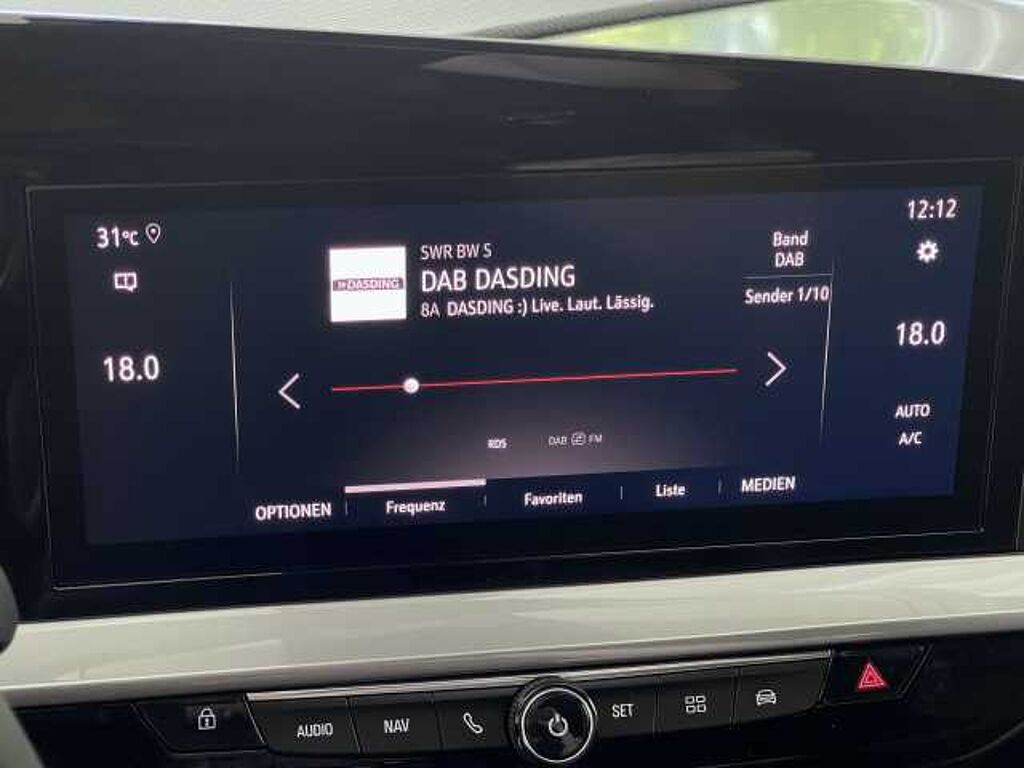 31°C
18.0
»DASDING
SWR BW S
DAB DASDING
8A DASDING :) Live. Laut. Lässig.
Band
DAB
Sender 1/10
12:12
18.0
AUTO
A/C
RDS
DAB FM
OPTIONEN
Frequenz
Favoriten
Liste
MEDIEN
AUDIO
NAV
SET